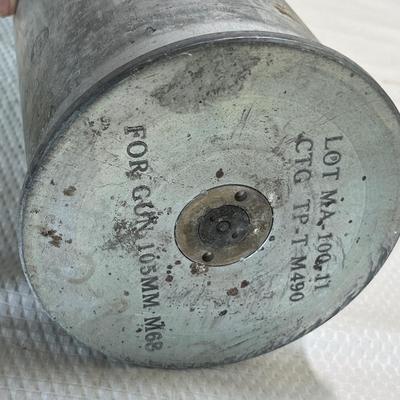 LOT MA-100-11
CTG TP-T M490
FOR GUN 105MM M68